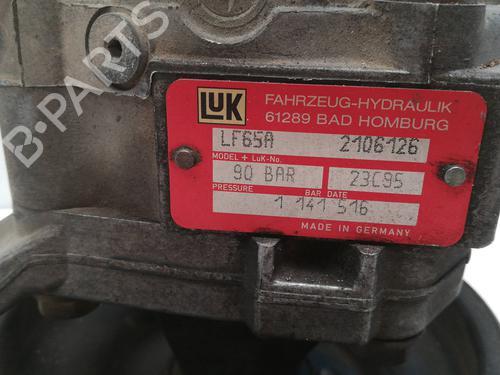 B-PARTS
LUK
FAHRZEUG-HYDRAULIK
61289 BAD HOMBURG
LF65A 2106126
MODEL + LuK-No.
90 BAR 23C95
PRESSURE BAR DATE
1 141 516
MADE IN GERMANY
B-PARTS